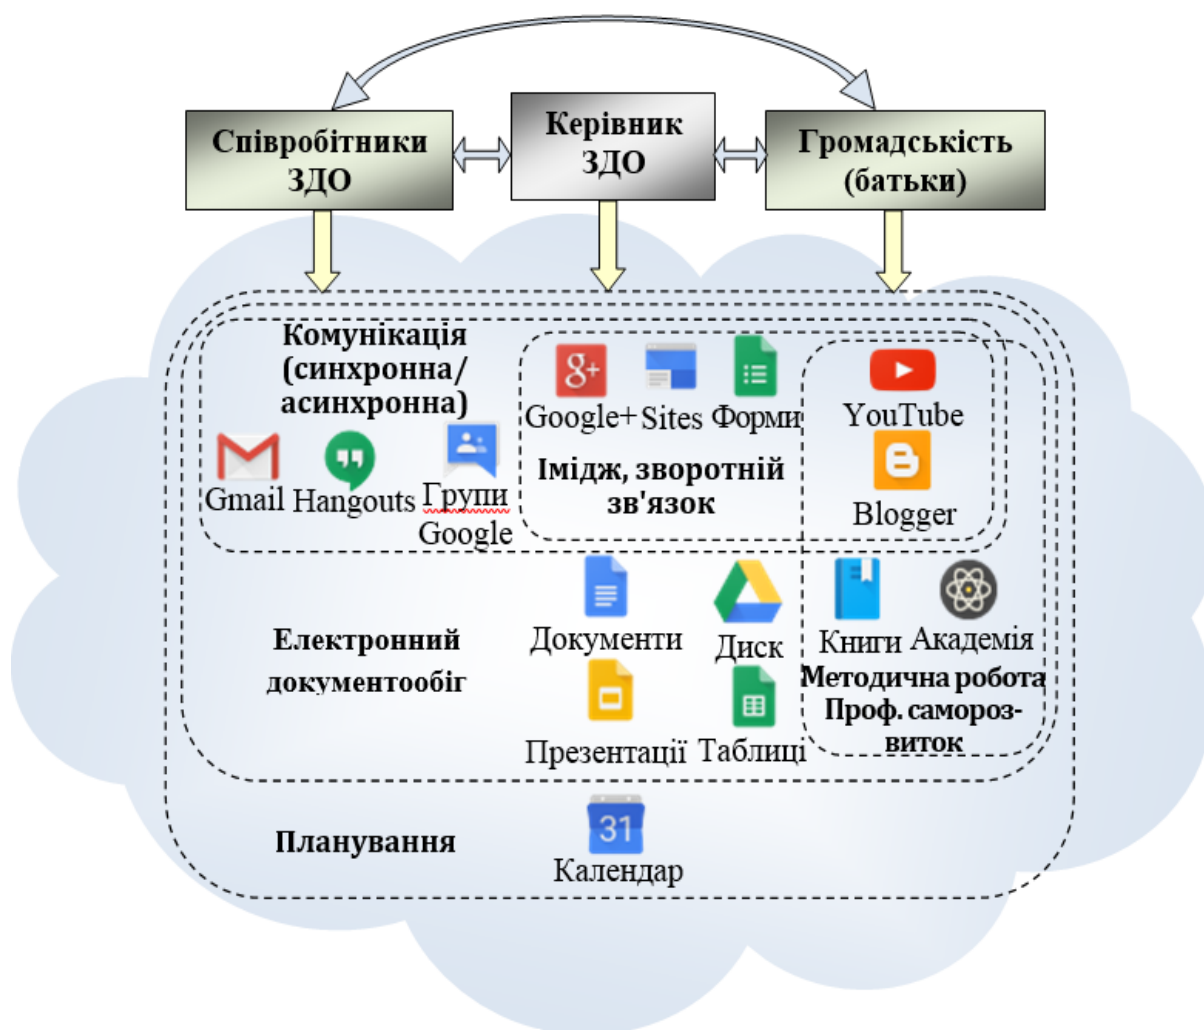 Співробітники
ЗДО
Керівник
ЗДО
Громадськість
(батьки)
Комунікація
(синхронна/
асинхронна)
Gmail
Hangouts
Групи
Google
g+
Google+
Sites
Форми
Імідж, зворотній
зв'язок
YouTube
Blogger
Електронний
документообіг
Документи
Диск
Презентації
Таблиці
Книги
Академія
Методична робота
Проф. самороз-
виток
Планування
31
Календар